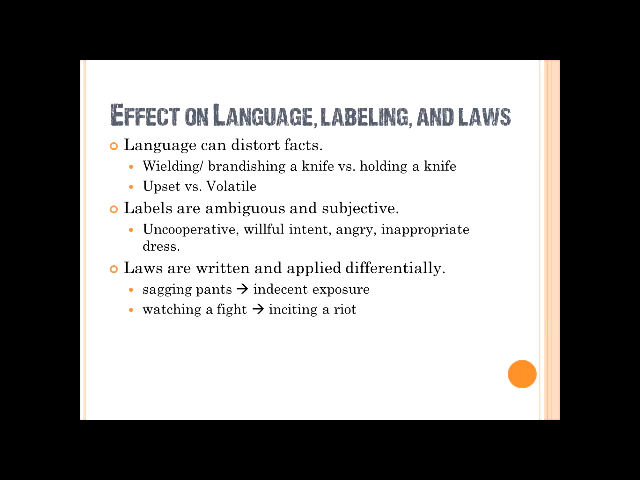 Effect on Language, labeling, and laws
Language can distort facts.
Wielding/ brandishing a knife vs. holding a knife
Upset vs. Volatile
Labels are ambiguous and subjective.
Uncooperative, willful intent, angry, inappropriate
dress.
Laws are written and applied differentially.
sagging pants → indecent exposure
watching a fight → inciting a riot